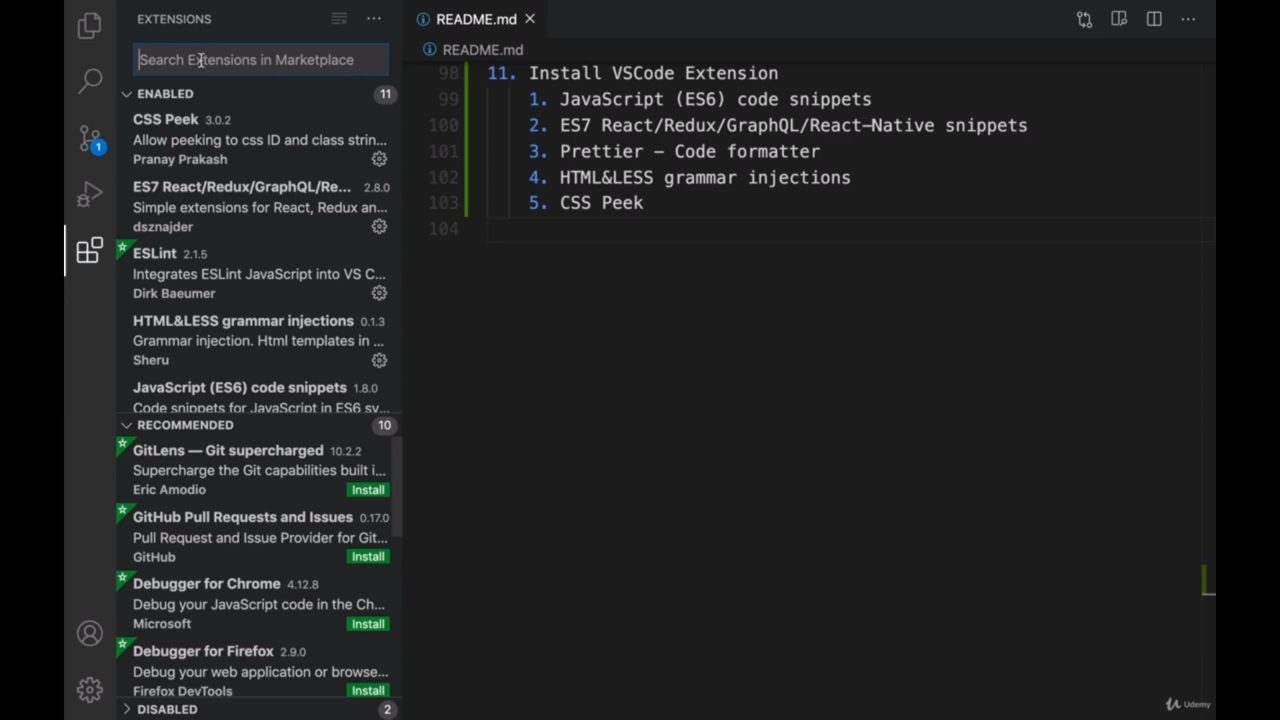 EXTENSIONS
Search Extensions in Marketplace
ENABLED 11
CSS Peek 3.0.2
Allow peeking to css ID and class strin...
Pranay Prakash
ES7 React/Redux/GraphQL/Re... 2.8.0
Simple extensions for React, Redux an...
dsznajder
ESLint 2.1.5
Integrates ESLint JavaScript into VS C...
Dirk Baeumer
HTML&LESS grammar injections 0.1.3
Grammar injection. Html templates in ...
Sheru
JavaScript (ES6) code snippets 1.8.0
Code snippets for JavaScript in ES6 sy...
RECOMMENDED 10
GitLens — Git supercharged 10.2.2
Supercharge the Git capabilities built i...
Eric Amodio Install
GitHub Pull Requests and Issues 0.17.0
Pull Request and Issue Provider for Git...
GitHub Install
Debugger for Chrome 4.12.8
Debug your JavaScript code in the Ch...
Microsoft Install
Debugger for Firefox 2.9.0
Debug your web application or browse...
Firefox DevTools Install
DISABLED 2
1
README.md
README.md
98 11. Install VSCode Extension
99 1. JavaScript (ES6) code snippets
100 2. ES7 React/Redux/GraphQL/React-Native snippets
101 3. Prettier - Code formatter
102 4. HTML&LESS grammar injections
103 5. CSS Peek
104
Udemy